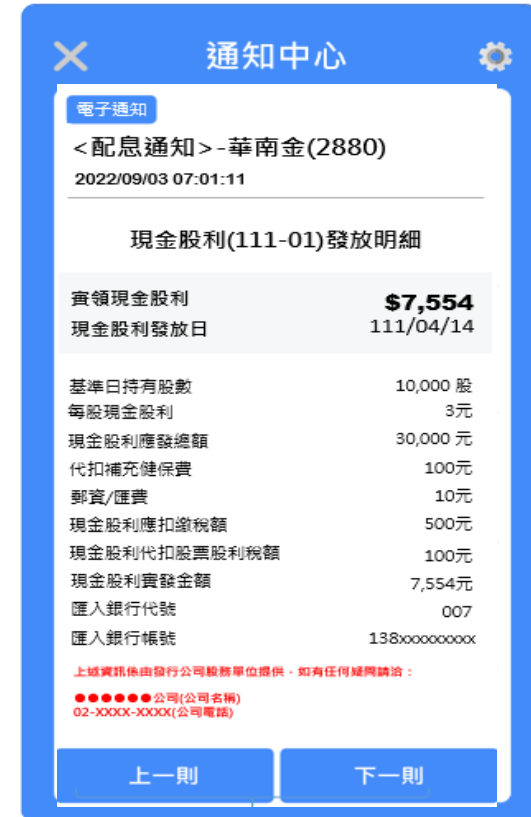 通知中心
電子通知
<配息通知>-華南金(2880)
2022/09/03 07:01:11
現金股利(111-01)發放明細
實領現金股利 $7,554
現金股利發放日 111/04/14
基準日持有股數 10,000 股
每股現金股利 3元
現金股利應發總額 30,000 元
代扣補充健保費 100元
郵資/匯費 10元
現金股利應扣繳稅額 500元
現金股利代扣股票股利稅額 100元
現金股利實發金額 7,554元
匯入銀行代號 007
匯入銀行帳號 138xxxxxxxxx
上述資訊係由發行公司股務單位提供,如有任何疑問請洽:
●●●●●●公司(公司名稱)
02-XXXX-XXXX(公司電話)
上一則 下一則